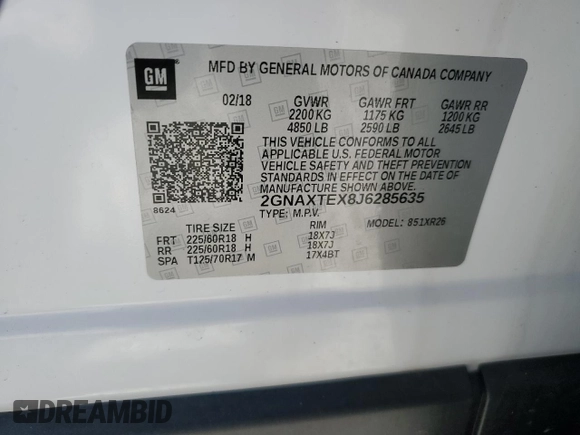 GM
MFD BY GENERAL MOTORS OF CANADA COMPANY
02/18 GVWR GAWR FRT GAWR RR
2200 KG 1175 KG 1200 KG
4850 LB 2590 LB 2645 LB
THIS VEHICLE CONFORMS TO ALL
APPLICABLE U.S. FEDERAL MOTOR
VEHICLE SAFETY AND THEFT PREVENTION
STANDARDS IN EFFECT ON THE DATE OF
MANUFACTURE SHOWN ABOVE.
8624
2GNAXTEX8J6285635
TYPE: M.P.V. MODEL: 851XR26
TIRE SIZE RIM
FRT 225/60R18 H 18X7J
RR 225/60R18 H 18X7J
SPA T125/70R17 M 17X4BT
DREAMBID